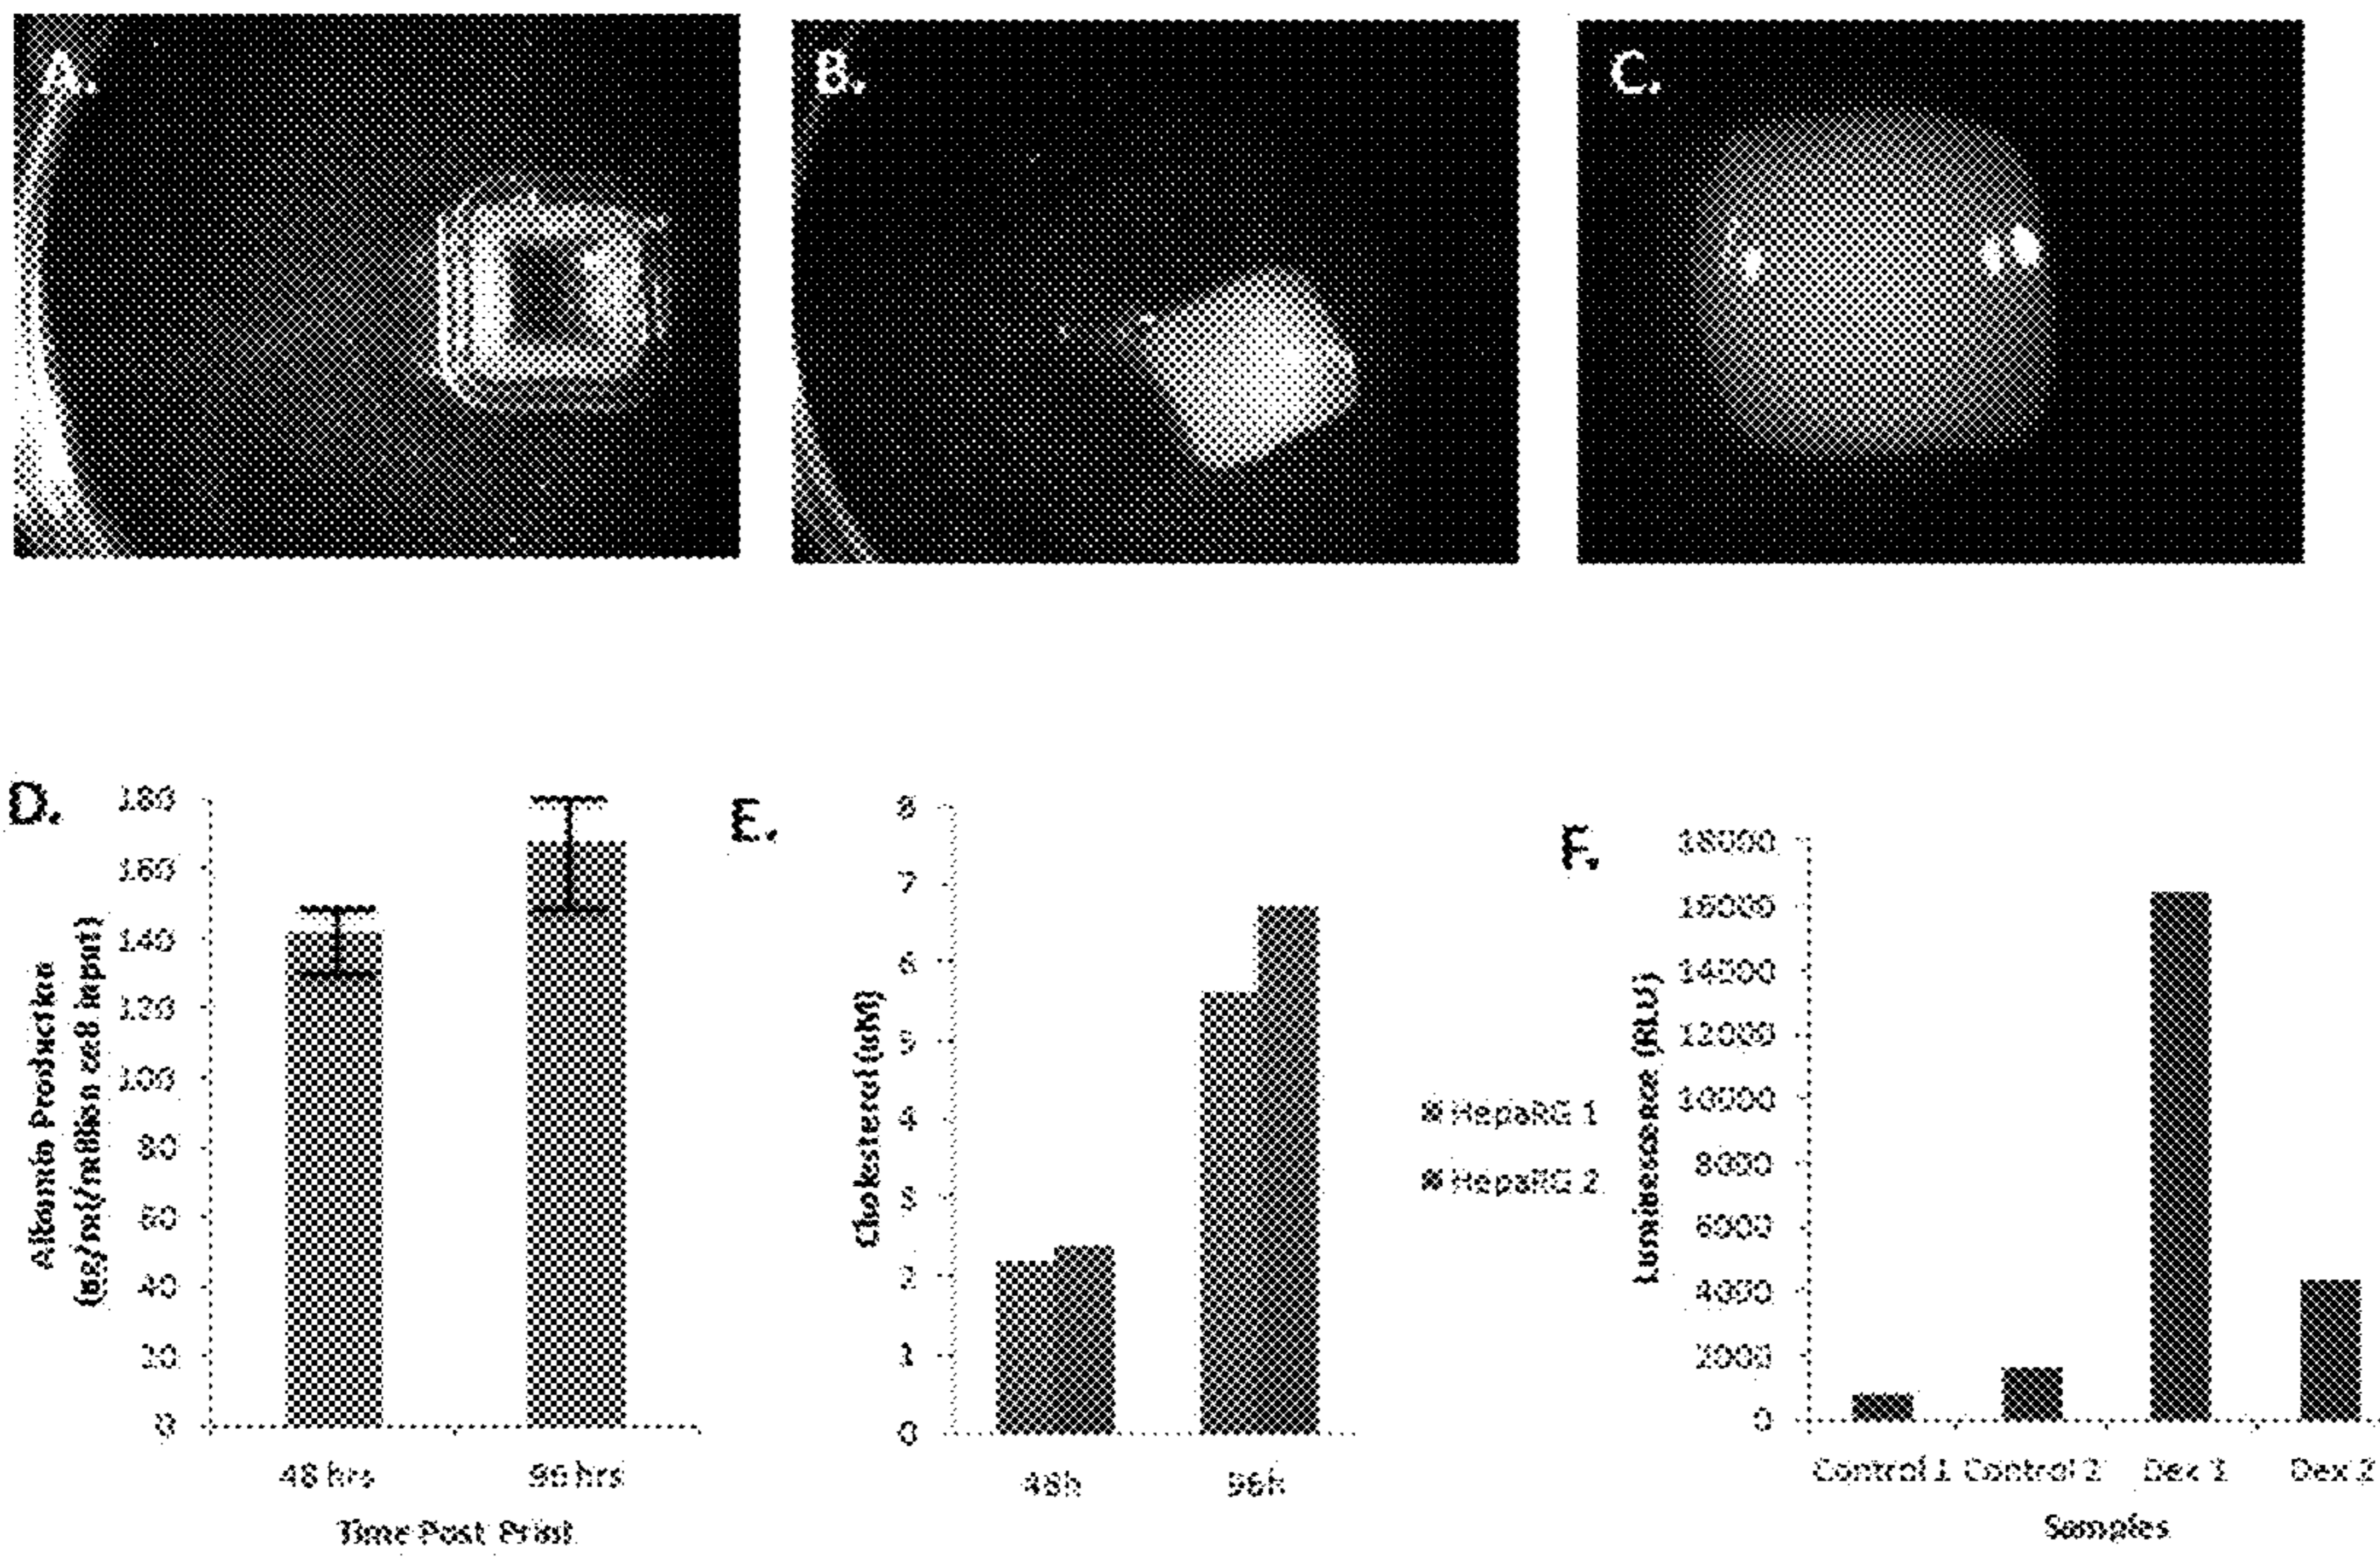 A.
B.
C.
D.
180
160
140
120
100
80
60
40
20
0
Albumin Production
(ug/ml/million cell input)
48 hrs
96 hrs
Time Post Print
E.
8
7
6
5
4
3
2
1
0
Cholesterol (uM)
48h
96h
HepaRG 1
HepaRG 2
F.
18000
16000
14000
12000
10000
8000
6000
4000
2000
0
Luminescence (RLU)
Control 1 Control 2 Dex 1 Dex 2
Samples